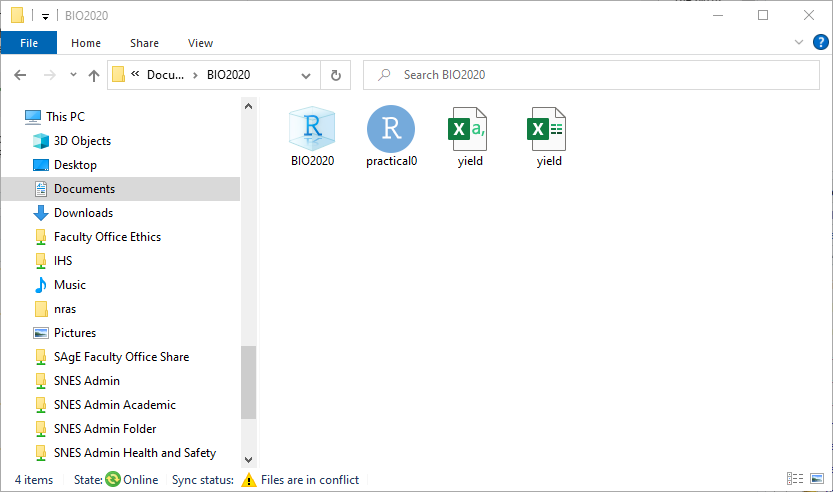 BIO2020
File Home Share View
Docu... BIO2020
Search BIO2020
This PC
3D Objects
Desktop
Documents
Downloads
Faculty Office Ethics
IHS
Music
nras
Pictures
SAgE Faculty Office Share
SNES Admin
SNES Admin Academic
SNES Admin Folder
SNES Admin Health and Safety
R
BIO2020
R
practical0
X a,
yield
X
yield
4 items State: Online Sync status: Files are in conflict